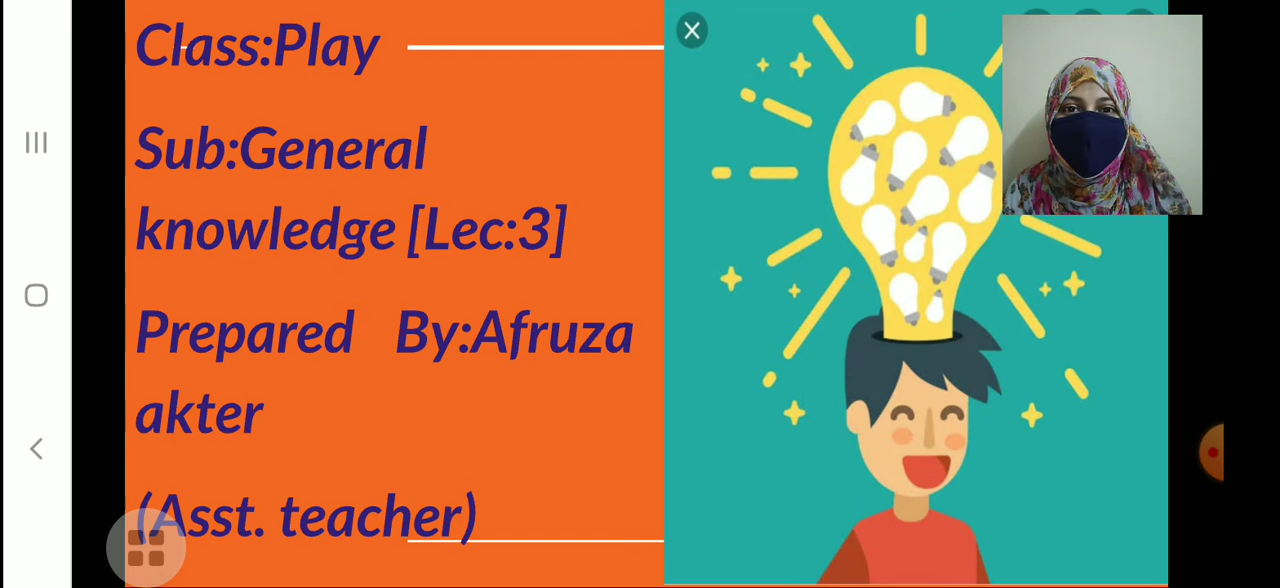 Class:Play
Sub:General
knowledge [Lec:3]
Prepared By:Afruza
akter
(Asst. teacher)